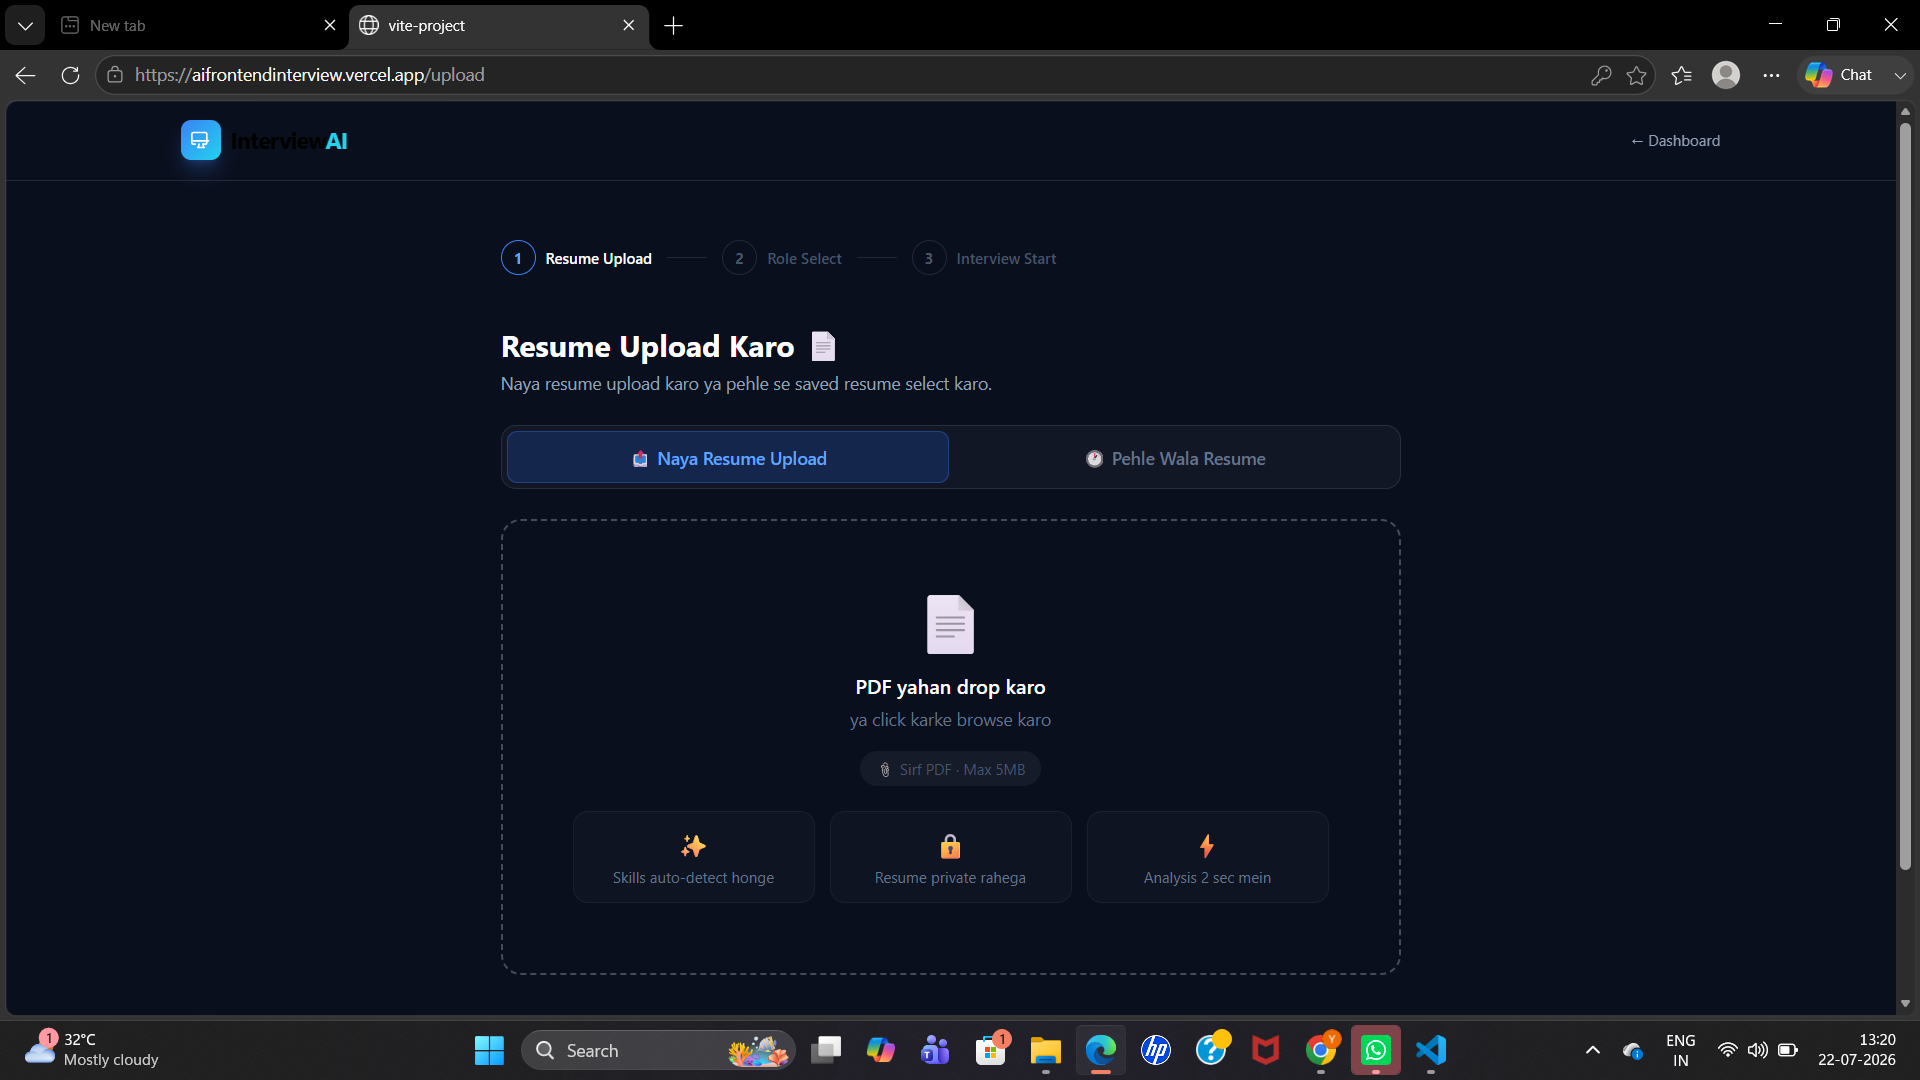 New tab
vite-project
https://aifrontendinterview.vercel.app/upload
Chat
InterviewAI
← Dashboard
1 Resume Upload
2 Role Select
3 Interview Start
Resume Upload Karo
Naya resume upload karo ya pehle se saved resume select karo.
Naya Resume Upload
Pehle Wala Resume
PDF yahan drop karo
ya click karke browse karo
Sirf PDF · Max 5MB
Skills auto-detect honge
Resume private rahega
Analysis 2 sec mein
1
32°C
Mostly cloudy
Search
1
hp
Y
ENG
IN
13:20
22-07-2026